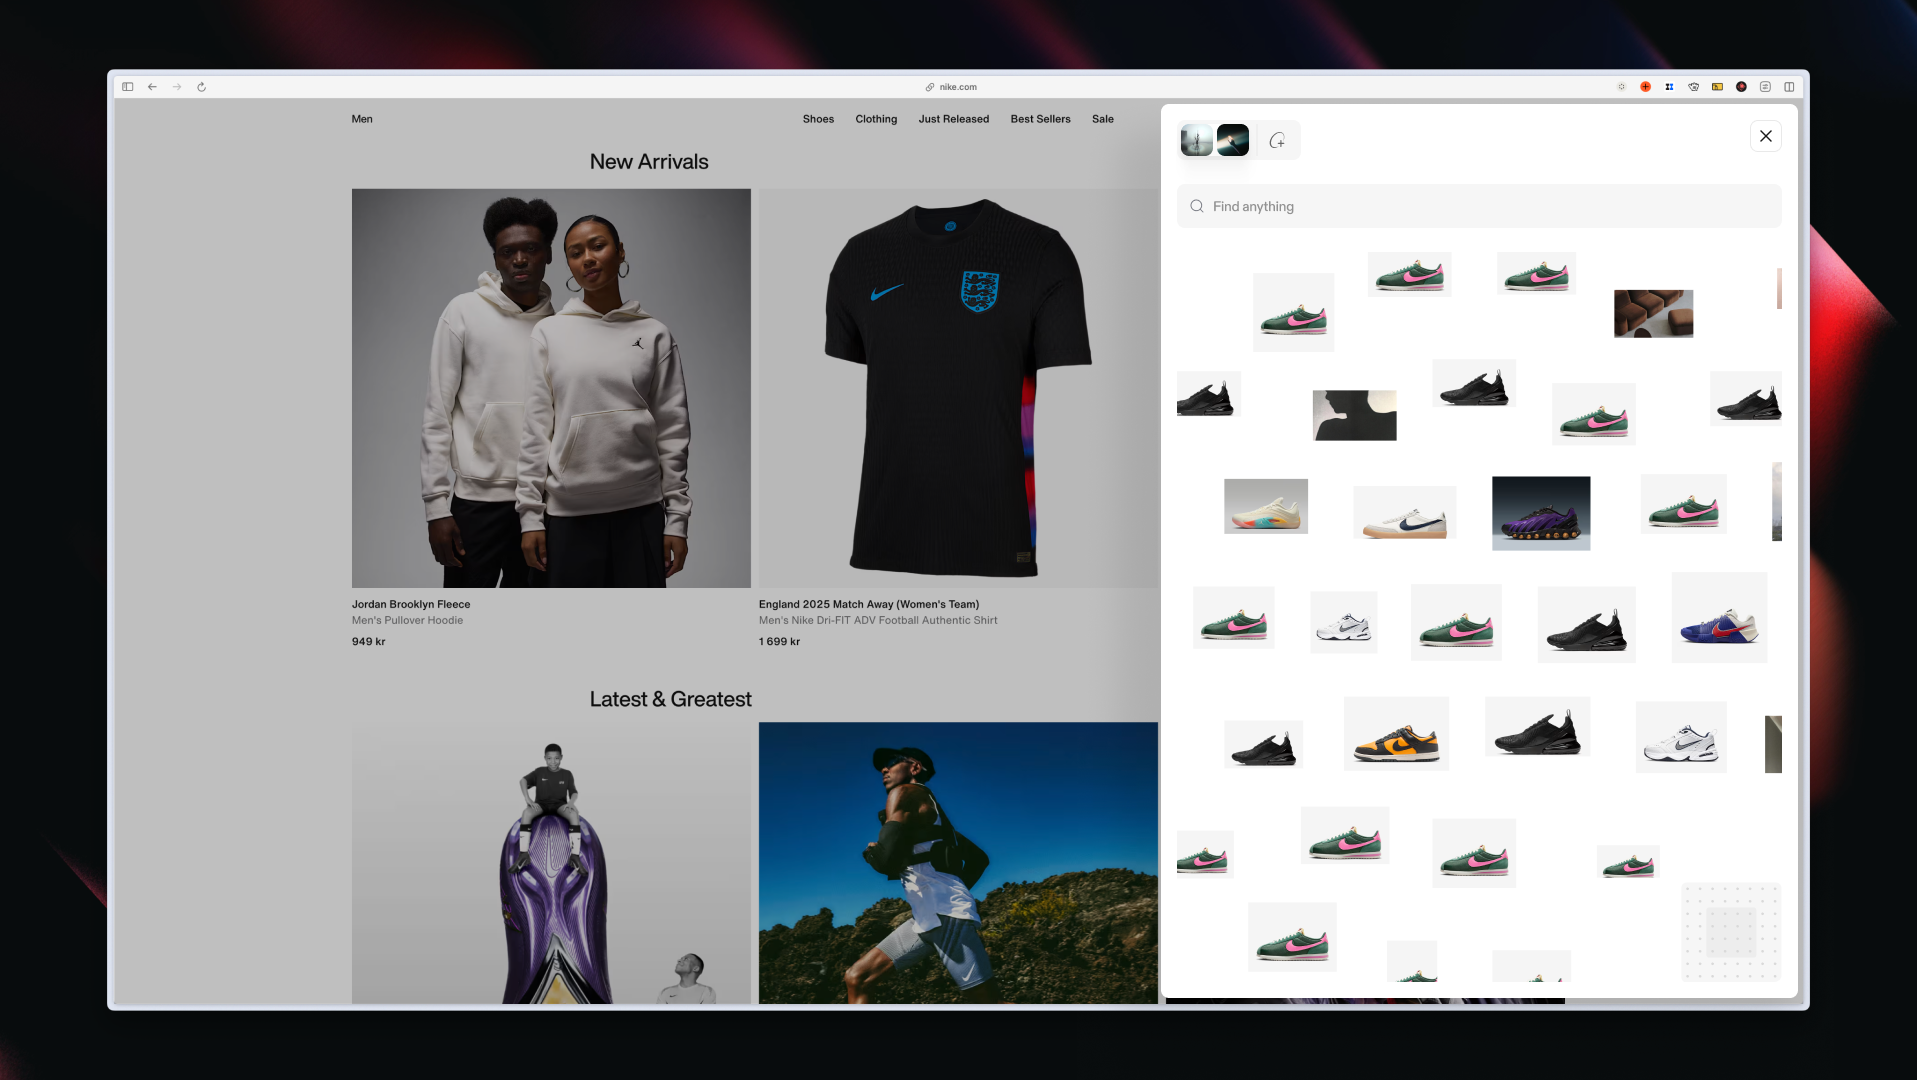 nike.com
Men
Shoes
Clothing
Just Released
Best Sellers
Sale
New Arrivals
Jordan Brooklyn Fleece
Men's Pullover Hoodie
949 kr
England 2025 Match Away (Women's Team)
Men's Nike Dri-FIT ADV Football Authentic Shirt
1 699 kr
Latest & Greatest
Find anything